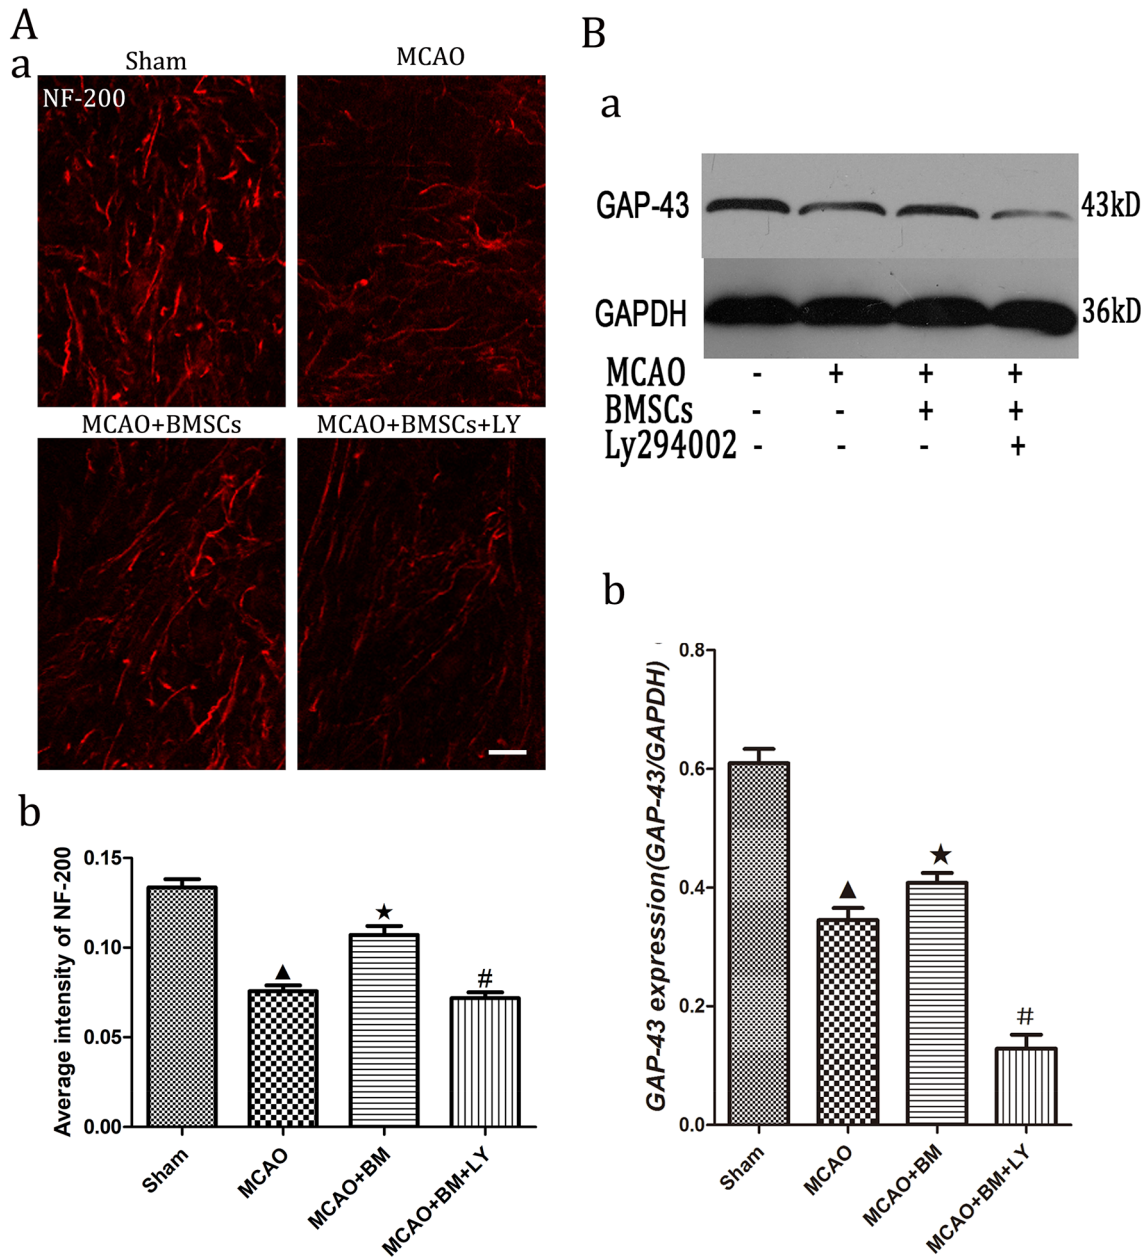 A
a
Sham
MCAO
NF-200
MCAO+BMSCs
MCAO+BMSCs+LY
b
Average intensity of NF-200
0.15
0.10
0.05
0.00
Sham
MCAO
MCAO+BM
MCAO+BM+LY
▲
★
#
B
a
GAP-43
43kD
GAPDH
36kD
MCAO - + + +
BMSCs - - + +
Ly294002 - - - +
b
GAP-43 expression(GAP-43/GAPDH)
0.8
0.6
0.4
0.2
0.0
▲
★
#
Sham
MCAO
MCAO+BM
MCAO+BM+LY